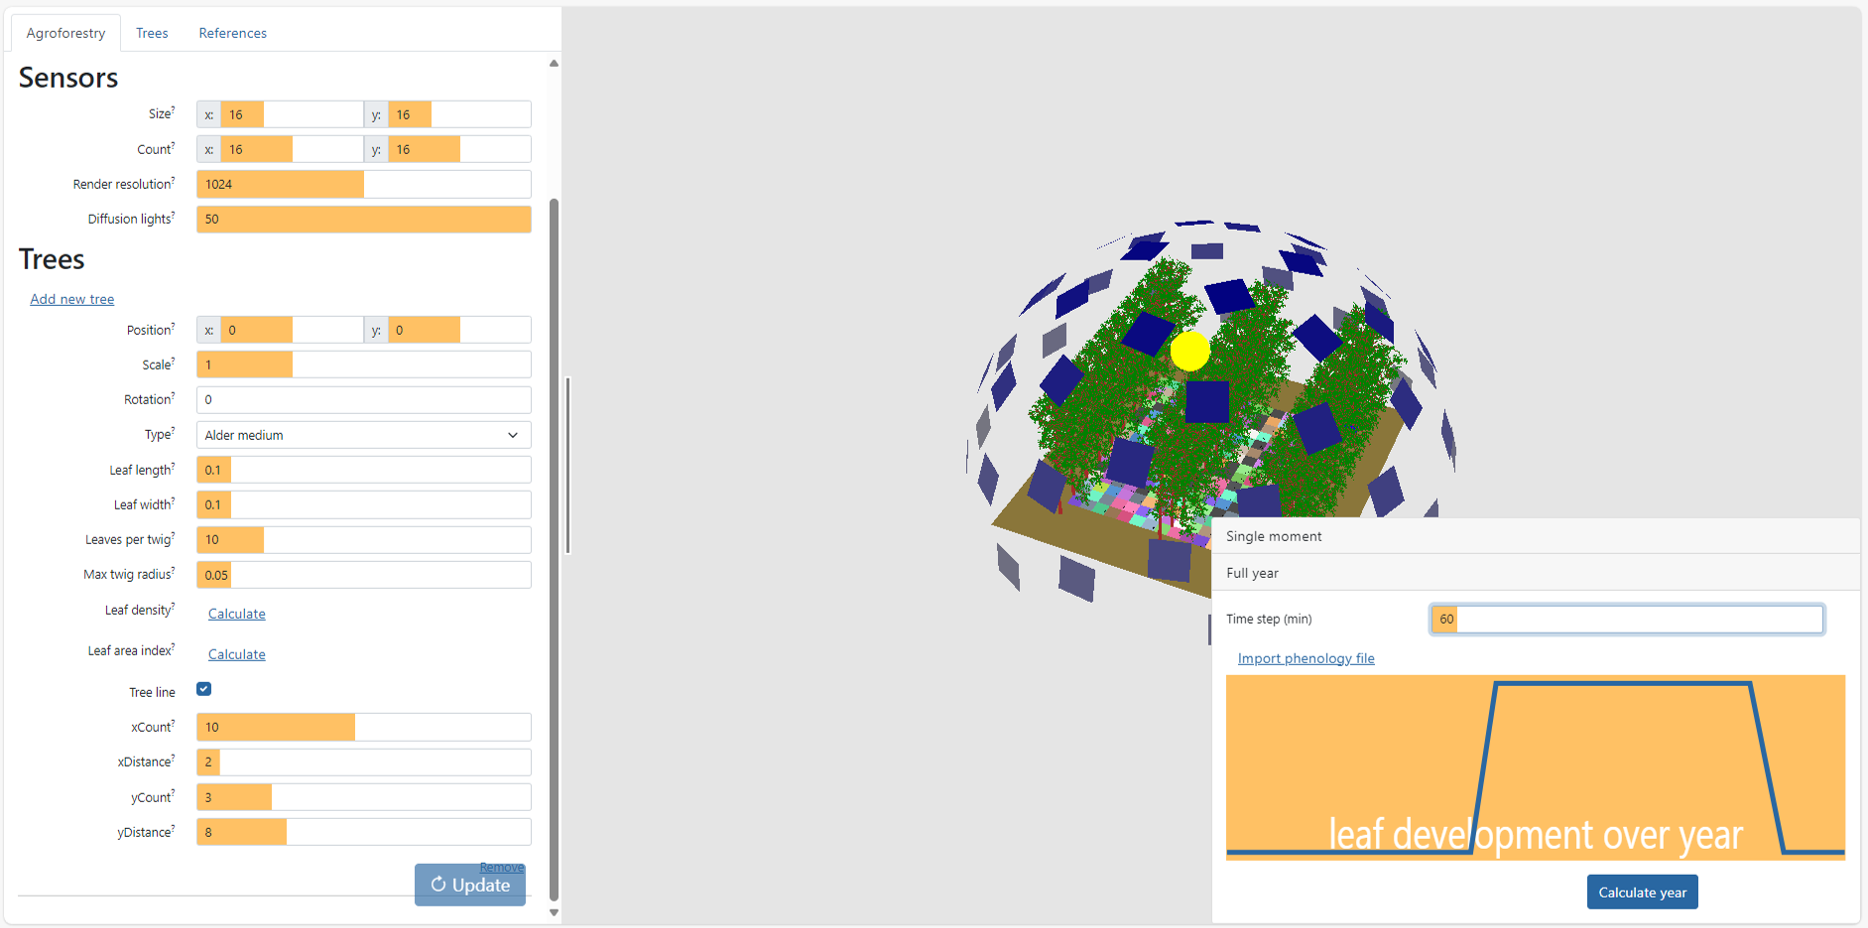 Agroforestry Trees References
Sensors
Size? x: 16 y: 16
Count? x: 16 y: 16
Render resolution? 1024
Diffusion lights? 50
Trees
Add new tree
Position? x: 0 y: 0
Scale? 1
Rotation? 0
Type? Alder medium
Leaf length? 0.1
Leaf width? 0.1
Leaves per twig? 10
Max twig radius? 0.05
Leaf density? Calculate
Leaf area index? Calculate
Tree line
xCount? 10
xDistance? 2
yCount? 3
yDistance? 8
Remove
Update
Single moment
Full year
Time step (min) 60
Import phenology file
leaf development over year
Calculate year